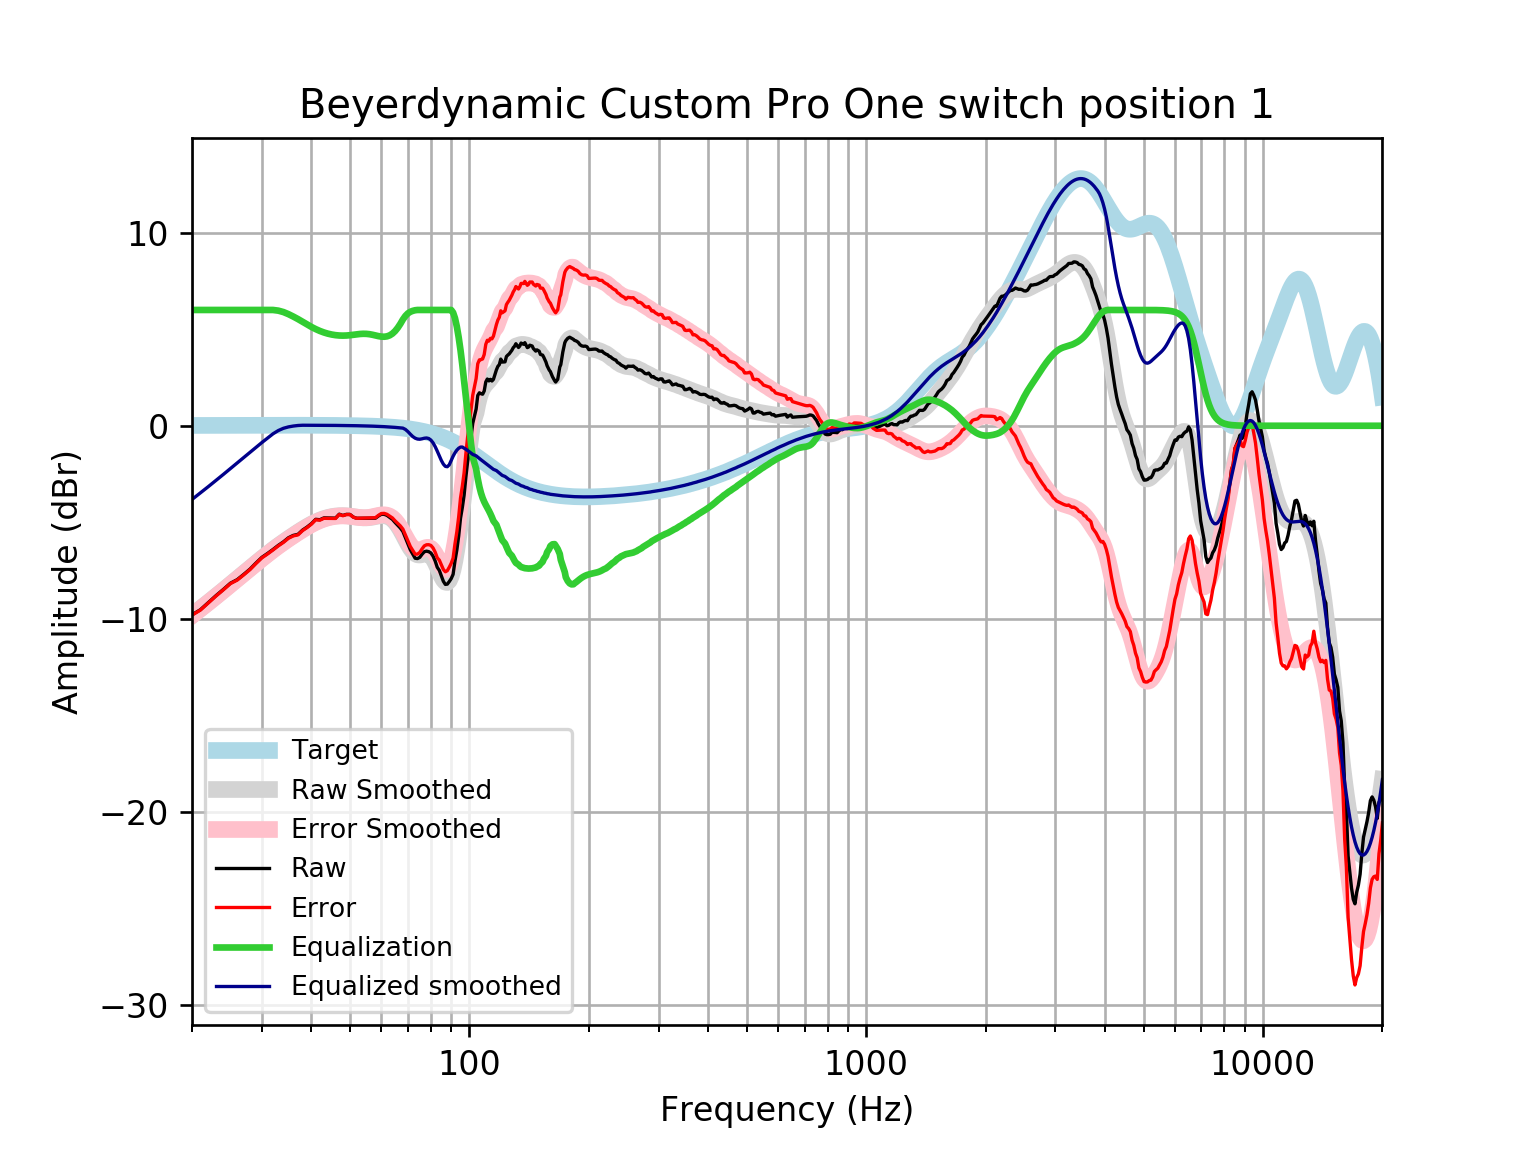 Beyerdynamic Custom Pro One switch position 1
10
0
−10
−20
−30
Amplitude (dBr)
Target
Raw Smoothed
Error Smoothed
Raw
Error
Equalization
Equalized smoothed
100
1000
10000
Frequency (Hz)